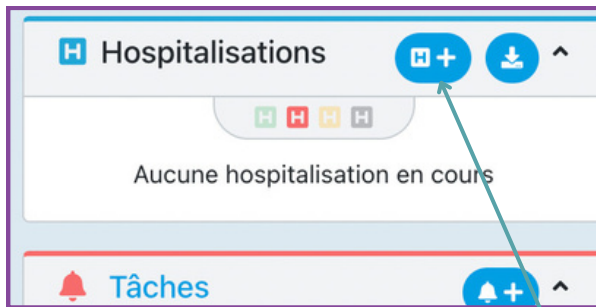 H Hospitalisations H +
H H H H
Aucune hospitalisation en cours
Tâches +